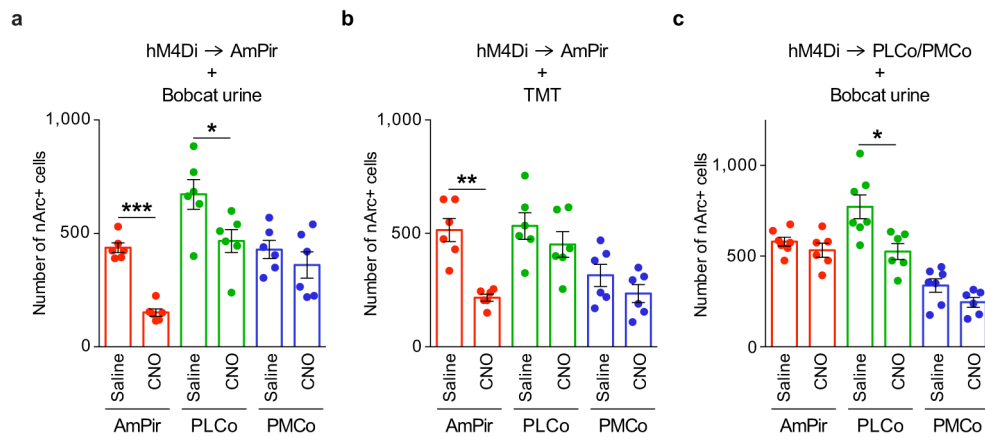 a
hM4Di → AmPir
+
Bobcat urine
Number of nArc+ cells
1,000
500
0
***
*
Saline
CNO
Saline
CNO
Saline
CNO
AmPir
PLCo
PMCo
b
hM4Di → AmPir
+
TMT
Number of nArc+ cells
1,000
500
0
**
Saline
CNO
Saline
CNO
Saline
CNO
AmPir
PLCo
PMCo
c
hM4Di → PLCo/PMCo
+
Bobcat urine
Number of nArc+ cells
1,000
500
0
*
Saline
CNO
Saline
CNO
Saline
CNO
AmPir
PLCo
PMCo